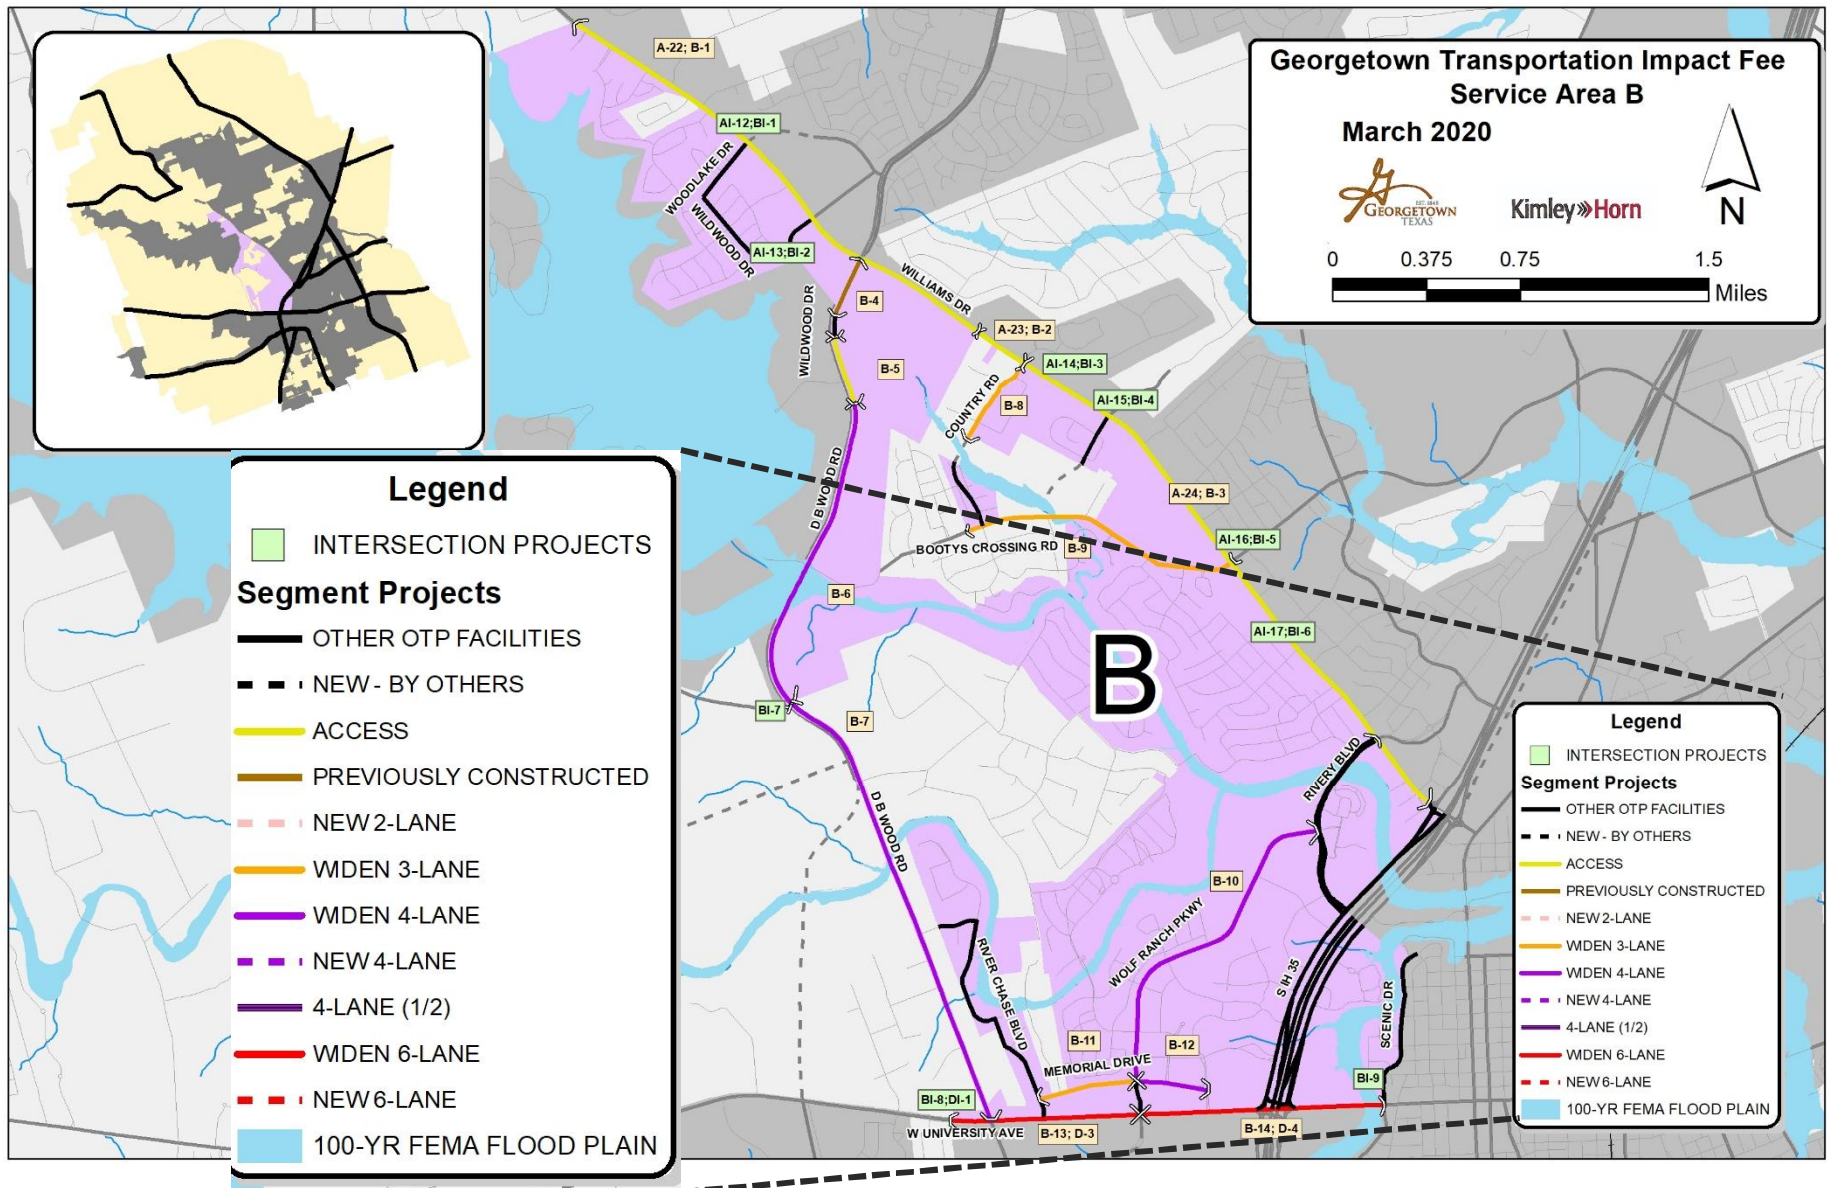 Georgetown Transportation Impact Fee
Service Area B
March 2020
EST. 1848
GEORGETOWN
TEXAS
Kimley»Horn
N
0 0.375 0.75 1.5
Miles
A-22; B-1
AI-12;BI-1
WOODLAKE DR
WILDWOOD DR
AI-13;BI-2
WILLIAMS DR
WILDWOOD DR
B-4
A-23; B-2
B-5
AI-14;BI-3
COUNTRY RD
B-8
AI-15;BI-4
D B WOOD RD
A-24; B-3
BOOTYS CROSSING RD
B-9
AI-16;BI-5
B-6
AI-17;BI-6
B
BI-7
B-7
RIVERY BLVD
D B WOOD RD
B-10
WOLF RANCH PKWY
RIVER CHASE BLVD
S IH 35
SCENIC DR
B-11
B-12
MEMORIAL DRIVE
BI-9
BI-8;DI-1
W UNIVERSITY AVE
B-13; D-3
B-14; D-4
Legend
INTERSECTION PROJECTS
Segment Projects
OTHER OTP FACILITIES
NEW - BY OTHERS
ACCESS
PREVIOUSLY CONSTRUCTED
NEW 2-LANE
WIDEN 3-LANE
WIDEN 4-LANE
NEW 4-LANE
4-LANE (1/2)
WIDEN 6-LANE
NEW 6-LANE
100-YR FEMA FLOOD PLAIN
Legend
INTERSECTION PROJECTS
Segment Projects
OTHER OTP FACILITIES
NEW - BY OTHERS
ACCESS
PREVIOUSLY CONSTRUCTED
NEW 2-LANE
WIDEN 3-LANE
WIDEN 4-LANE
NEW 4-LANE
4-LANE (1/2)
WIDEN 6-LANE
NEW 6-LANE
100-YR FEMA FLOOD PLAIN